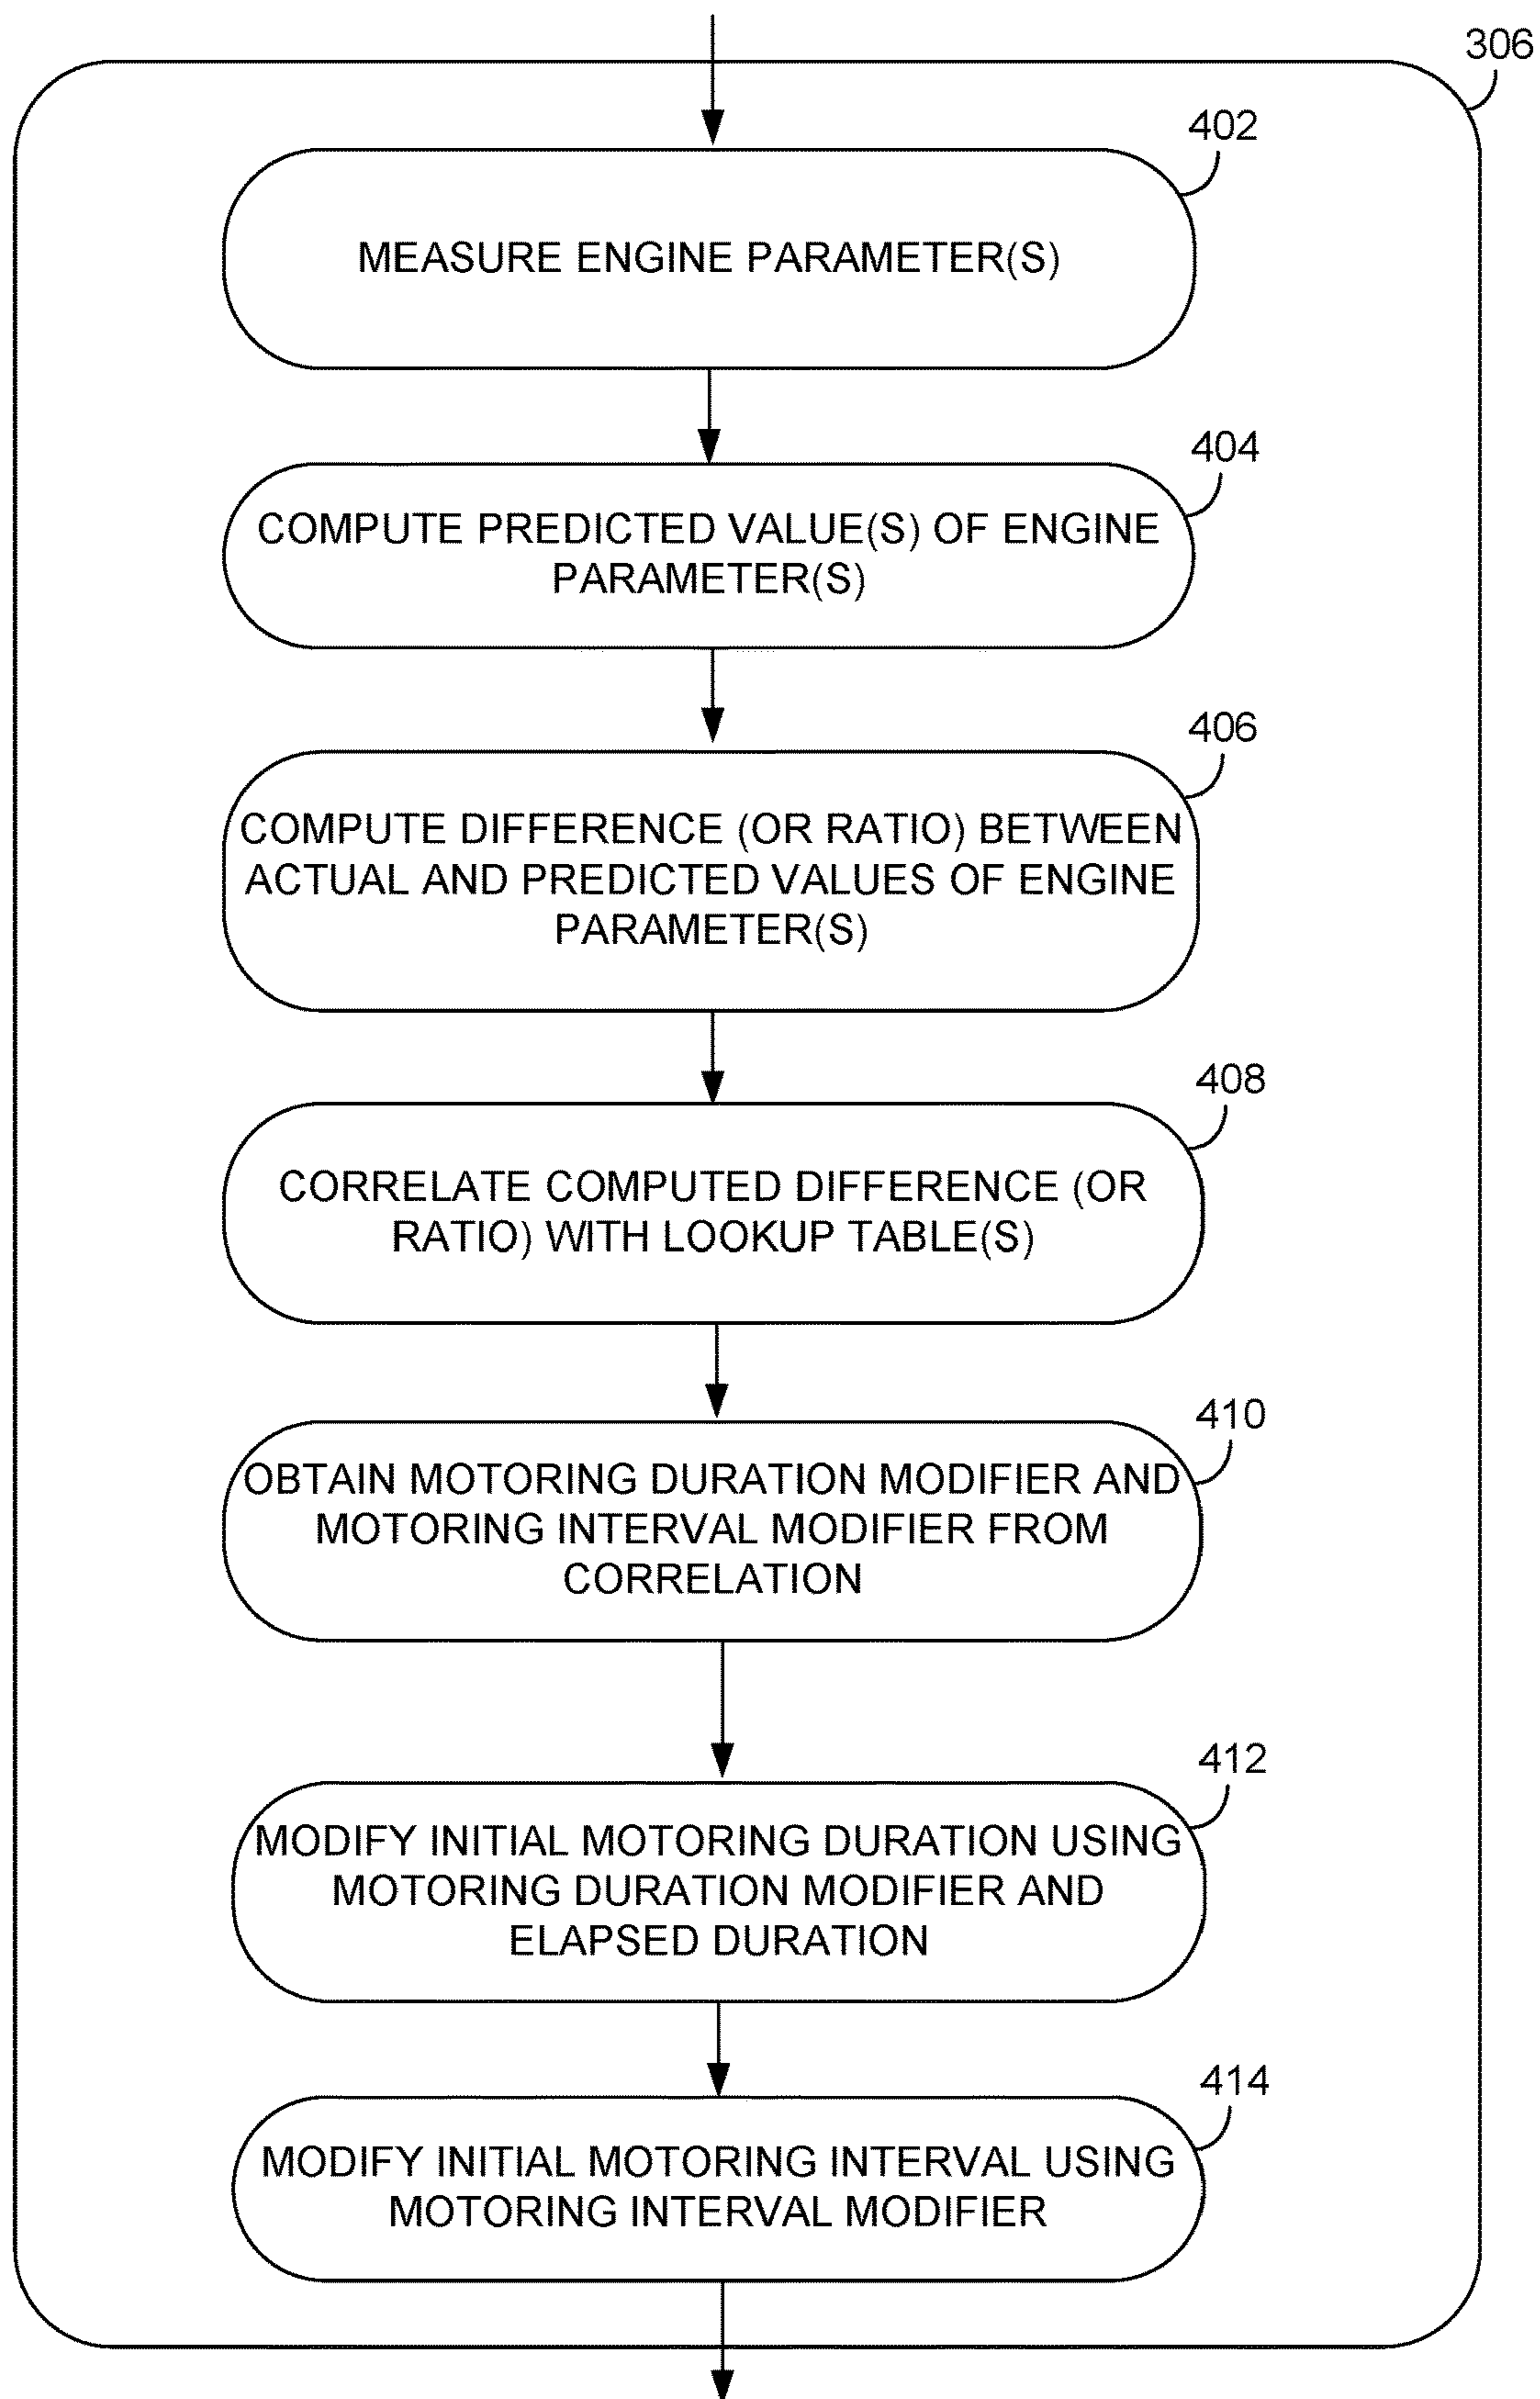 306
402
MEASURE ENGINE PARAMETER(S)
404
COMPUTE PREDICTED VALUE(S) OF ENGINE
PARAMETER(S)
406
COMPUTE DIFFERENCE (OR RATIO) BETWEEN
ACTUAL AND PREDICTED VALUES OF ENGINE
PARAMETER(S)
408
CORRELATE COMPUTED DIFFERENCE (OR
RATIO) WITH LOOKUP TABLE(S)
410
OBTAIN MOTORING DURATION MODIFIER AND
MOTORING INTERVAL MODIFIER FROM
CORRELATION
412
MODIFY INITIAL MOTORING DURATION USING
MOTORING DURATION MODIFIER AND
ELAPSED DURATION
414
MODIFY INITIAL MOTORING INTERVAL USING
MOTORING INTERVAL MODIFIER